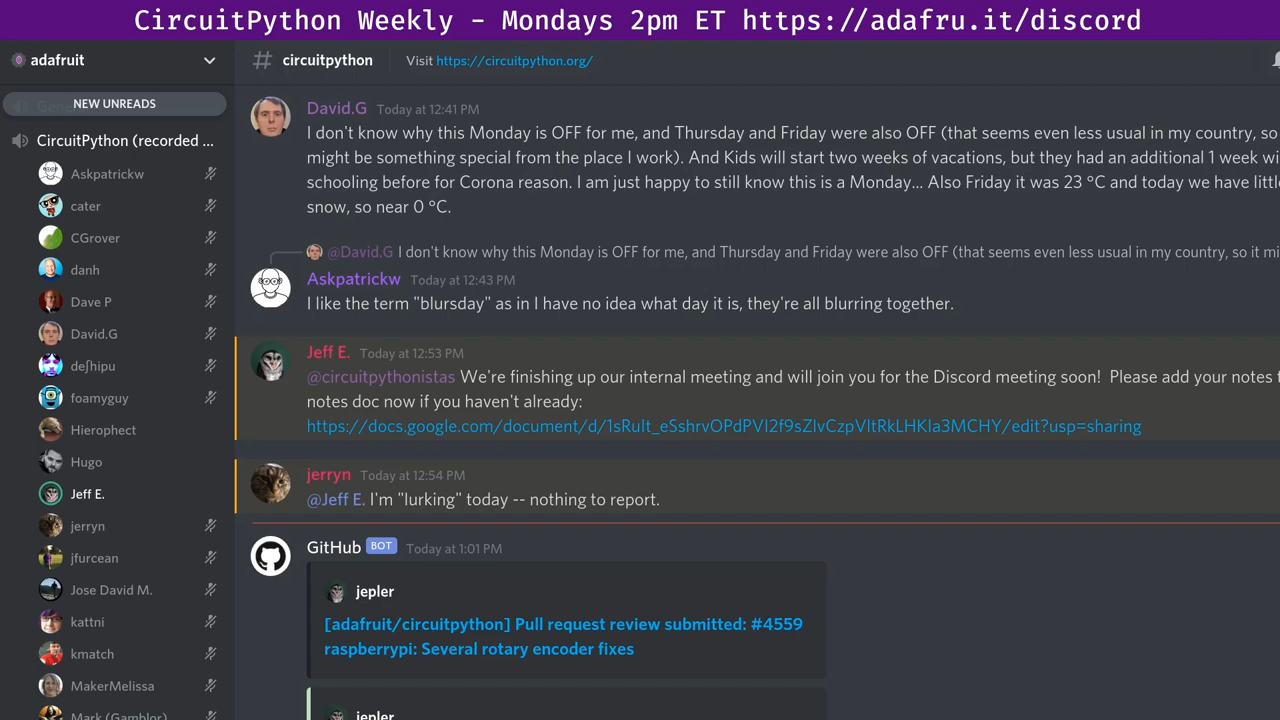 CircuitPython Weekly - Mondays 2pm ET https://adafru.it/discord
adafruit
NEW UNREADS
CircuitPython (recorded ...
Askpatrickw
cater
CGrover
danh
Dave P
David.G
deʃhipu
foamyguy
Hierophect
Hugo
Jeff E.
jerryn
jfurcean
Jose David M.
kattni
kmatch
MakerMelissa
Mark (Gamblor)
# circuitpython Visit https://circuitpython.org/
David.G Today at 12:41 PM
I don't know why this Monday is OFF for me, and Thursday and Friday were also OFF (that seems even less usual in my country, so
might be something special from the place I work). And Kids will start two weeks of vacations, but they had an additional 1 week wi
schooling before for Corona reason. I am just happy to still know this is a Monday... Also Friday it was 23 °C and today we have littl
snow, so near 0 °C.
@David.G I don't know why this Monday is OFF for me, and Thursday and Friday were also OFF (that seems even less usual in my country, so it mi
Askpatrickw Today at 12:43 PM
I like the term "blursday" as in I have no idea what day it is, they're all blurring together.
Jeff E. Today at 12:53 PM
@circuitpythonistas We're finishing up our internal meeting and will join you for the Discord meeting soon! Please add your notes t
notes doc now if you haven't already:
https://docs.google.com/document/d/1sRuIt_eSshrvOPdPVI2f9sZIvCzpVItRkLHKIa3MCHY/edit?usp=sharing
jerryn Today at 12:54 PM
@Jeff E. I'm "lurking" today -- nothing to report.
GitHub BOT Today at 1:01 PM
jepler
[adafruit/circuitpython] Pull request review submitted: #4559
raspberrypi: Several rotary encoder fixes
jepler